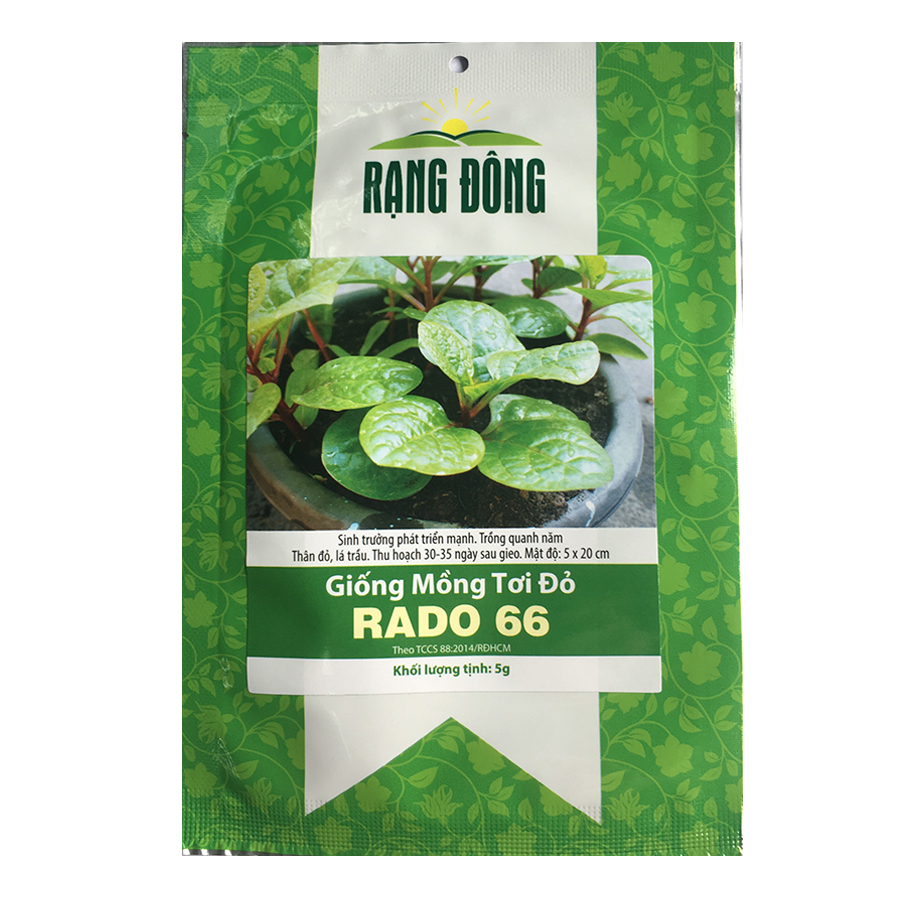 RẠNG ĐÔNG
Sinh trưởng phát triển mạnh. Trồng quanh năm
Thân đỏ, lá trầu. Thu hoạch 30-35 ngày sau gieo. Mật độ: 5 x 20 cm
Giống Mồng Tơi Đỏ
RADO 66
Theo TCCS 88:2014/RĐHCM
Khối lượng tịnh: 5g